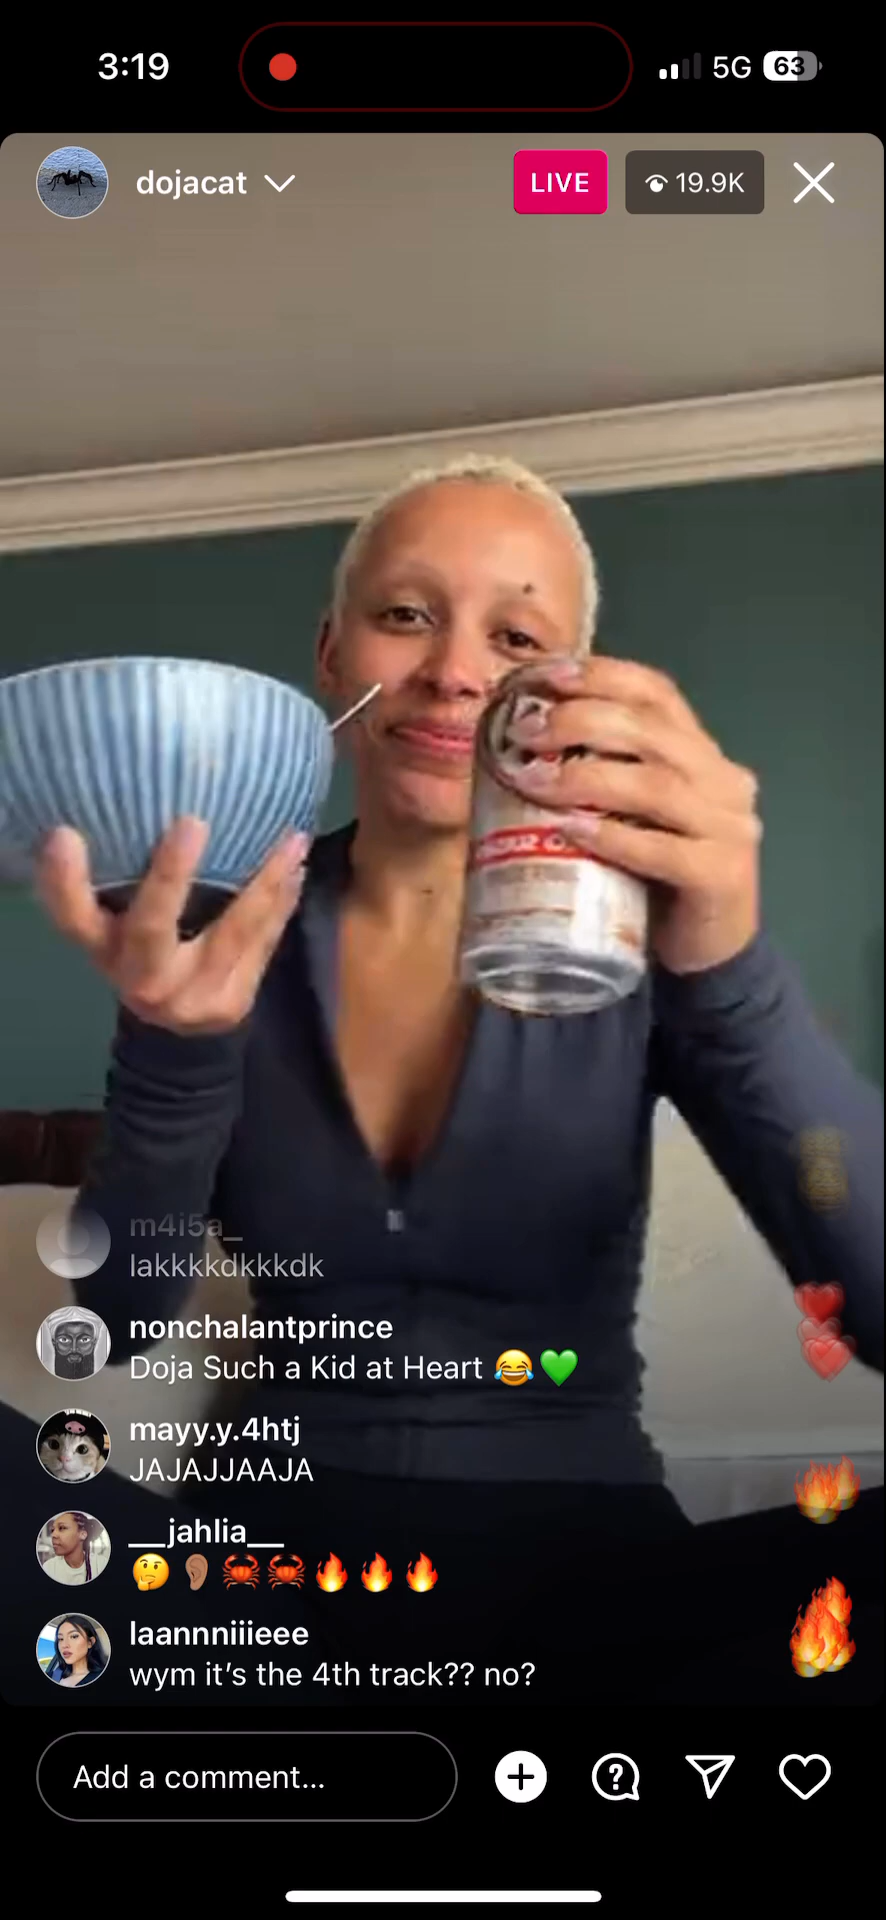 3:19
5G
63
dojacat
LIVE
19.9K
m4i5a_
lakkkkdkkkdk
nonchalantprince
Doja Such a Kid at Heart 😂💚
mayy.y.4htj
JAJAJJAAJA
__jahlia__
🤔👂🏽🦀🦀🔥🔥🔥
laannniiieee
wym it’s the 4th track?? no?
Add a comment...